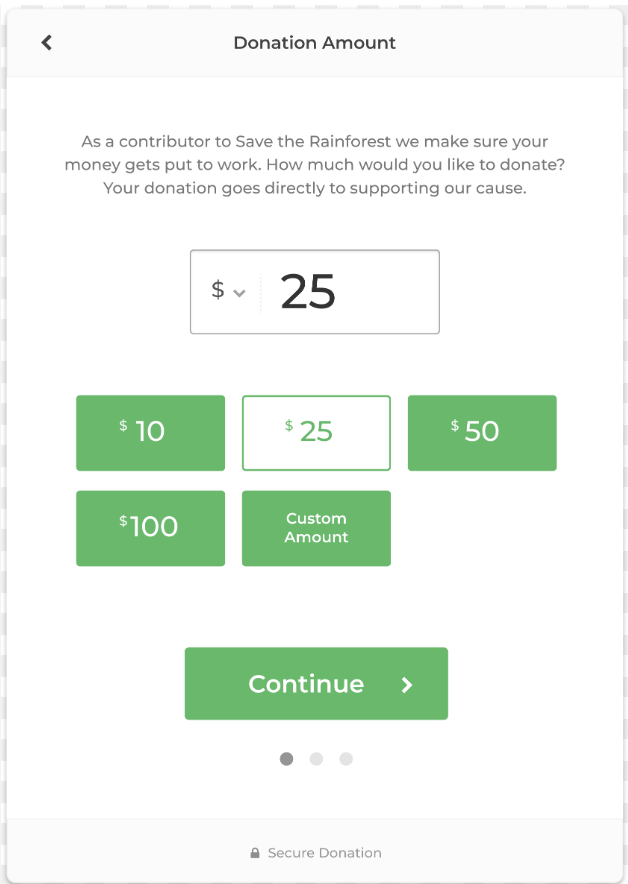 Donation Amount
As a contributor to Save the Rainforest we make sure your
money gets put to work. How much would you like to donate?
Your donation goes directly to supporting our cause.
$ 25
$ 10
$ 25
$ 50
$ 100
Custom
Amount
Continue
Secure Donation